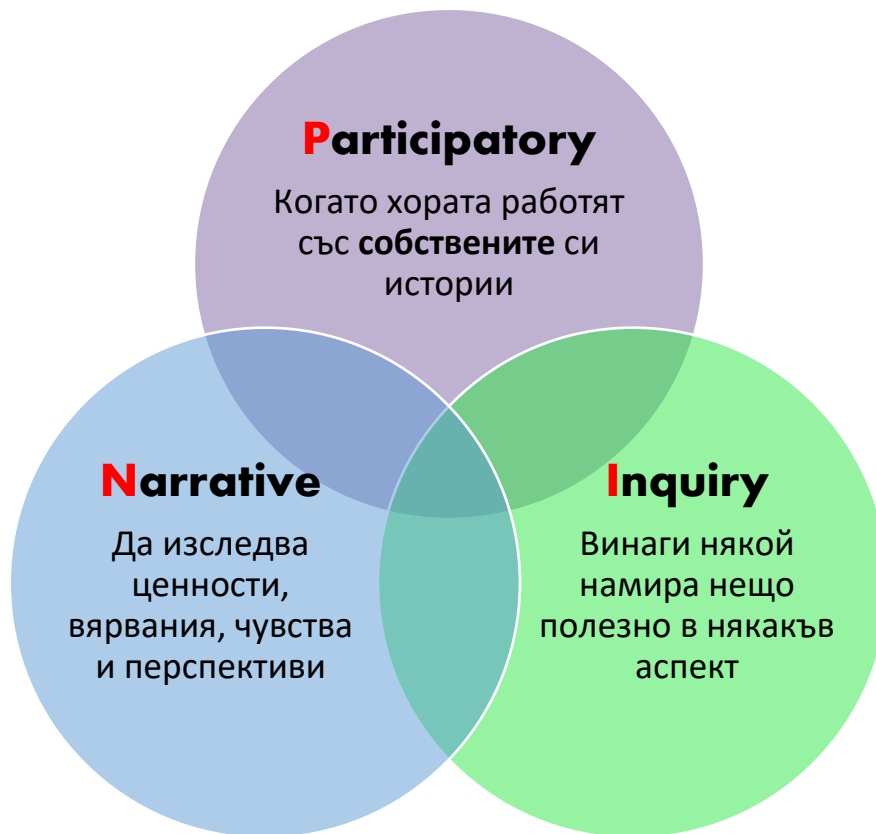 Participatory
Когато хората работят
със собствените си
истории
Narrative
Да изследва
ценности,
вярвания, чувства
и перспективи
Inquiry
Винаги някой
намира нещо
полезно в някакъв
аспект